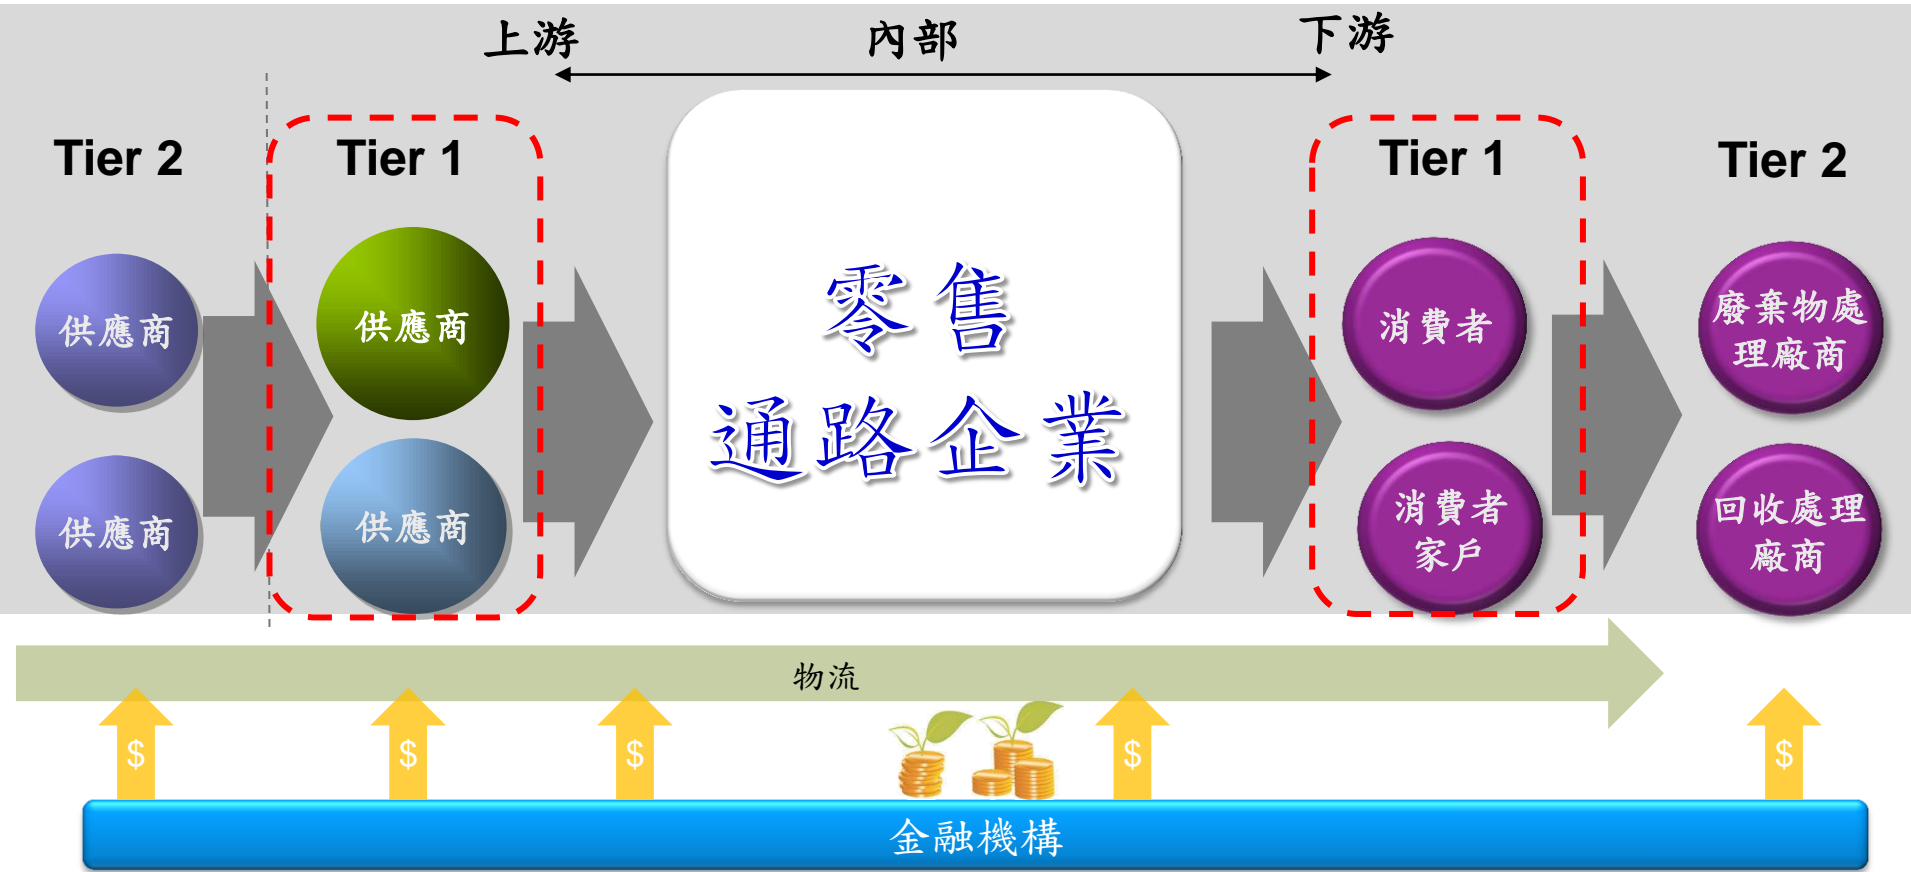 上游
內部
下游
Tier 2
Tier 1
Tier 1
Tier 2
供應商
供應商
供應商
供應商
零售
通路企業
消費者
消費者
家戶
廢棄物處
理廠商
回收處理
廠商
物流
$
$
$
$
$
金融機構